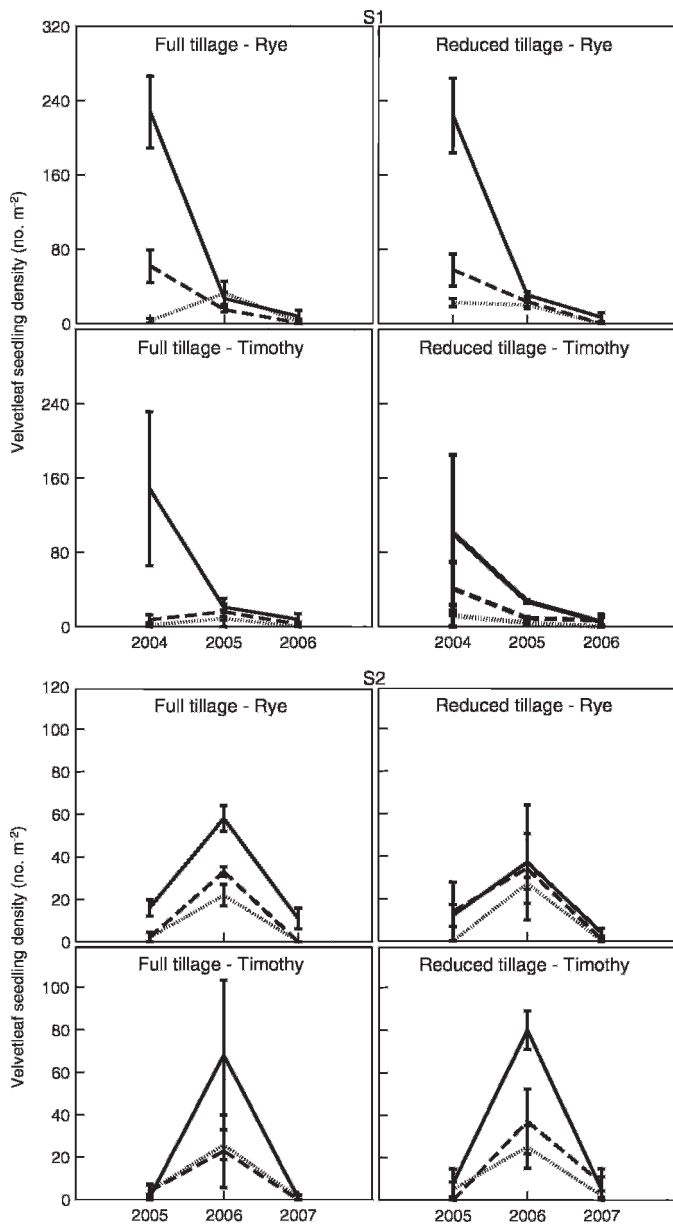 S1
Full tillage - Rye
Reduced tillage - Rye
320
240
160
80
0
Full tillage - Timothy
Reduced tillage - Timothy
240
160
80
0
Velvetleaf seedling density (no. m⁻²)
2004 2005 2006
2004 2005 2006
S2
Full tillage - Rye
Reduced tillage - Rye
120
100
80
60
40
20
0
Full tillage - Timothy
Reduced tillage - Timothy
100
80
60
40
20
0
Velvetleaf seedling density (no. m⁻²)
2005 2006 2007
2005 2006 2007